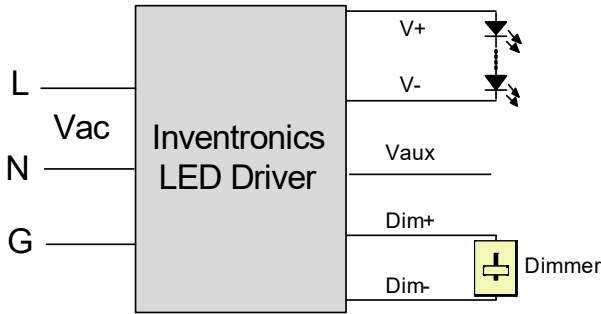 L
Vac
N
G
Inventronics
LED Driver
V+
V-
Vaux
Dim+
Dim-
Dimmer